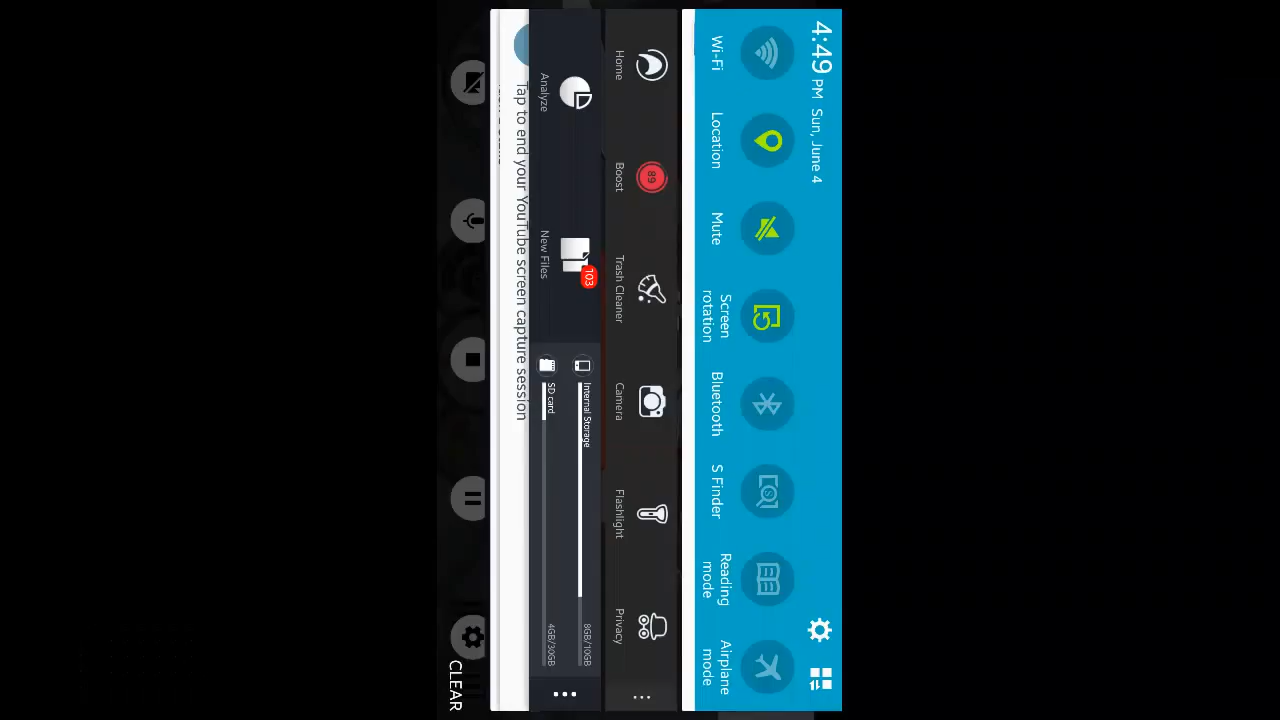 4:49 PM Sun, June 4
Wi-Fi
Location
Mute
Screen
rotation
Bluetooth
S Finder
Reading
mode
Airplane
mode
Home
89
Boost
Trash Cleaner
Camera
Flashlight
Privacy
Analyze
103
New Files
Internal Storage
8GB/10GB
SD card
4GB/30GB
Tap to end your YouTube screen capture session
CLEAR